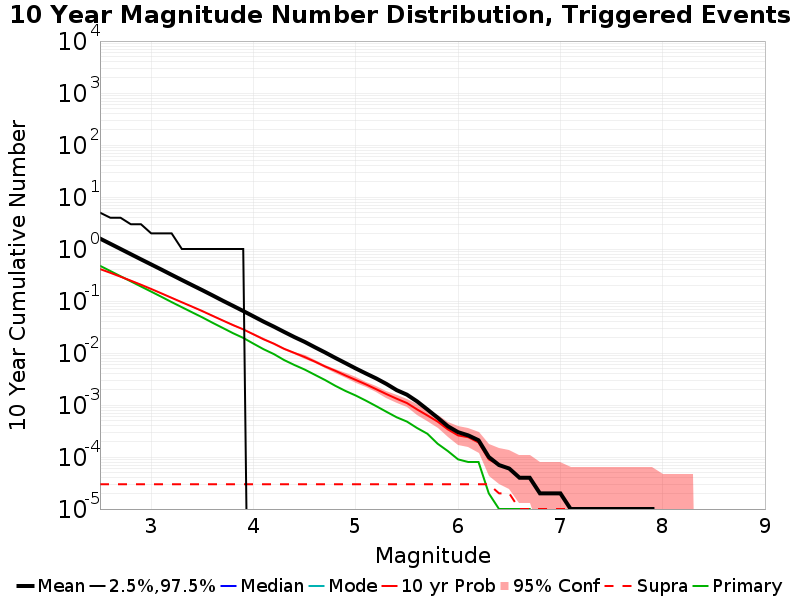 10 Year Magnitude Number Distribution, Triggered Events
10 Year Cumulative Number
10^4
10^3
10^2
10^1
10^0
10^-1
10^-2
10^-3
10^-4
10^-5
3 4 5 6 7 8 9
Magnitude
Mean 2.5%,97.5% Median Mode 10 yr Prob 95% Conf Supra Primary